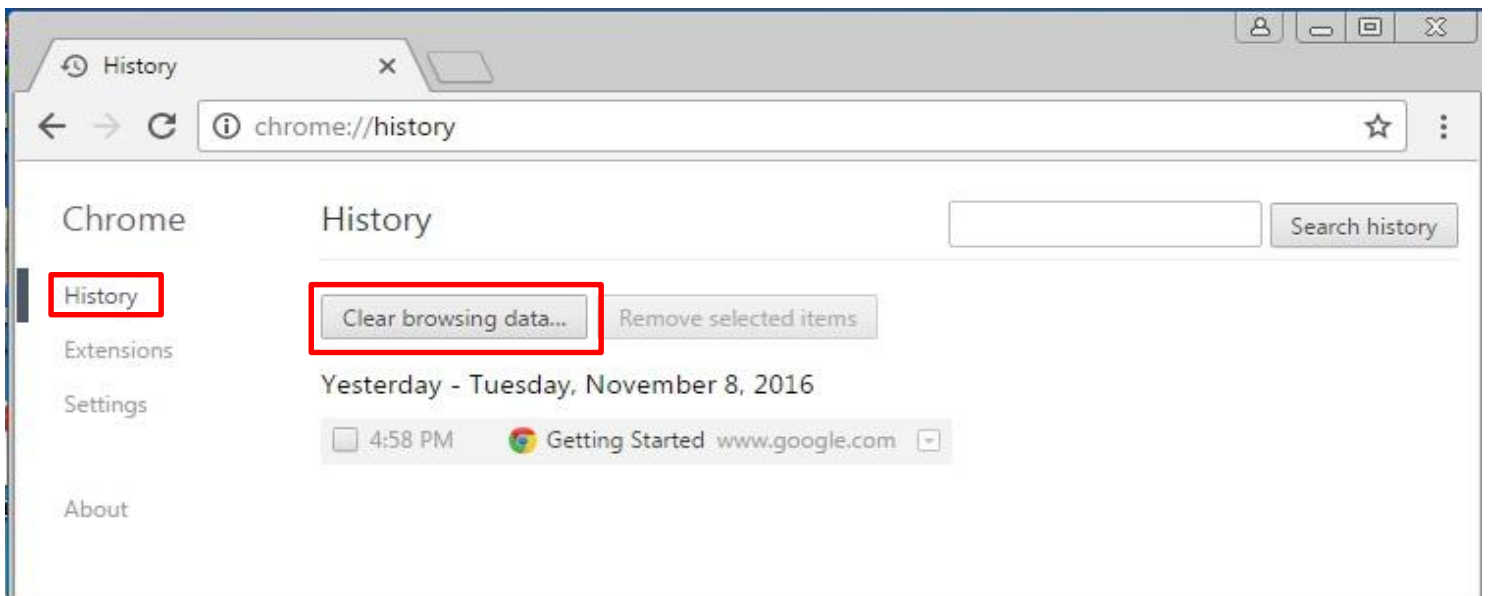 History
chrome://history
Chrome
History
Search history
History
Clear browsing data...
Remove selected items
Extensions
Yesterday - Tuesday, November 8, 2016
Settings
4:58 PM Getting Started www.google.com
About